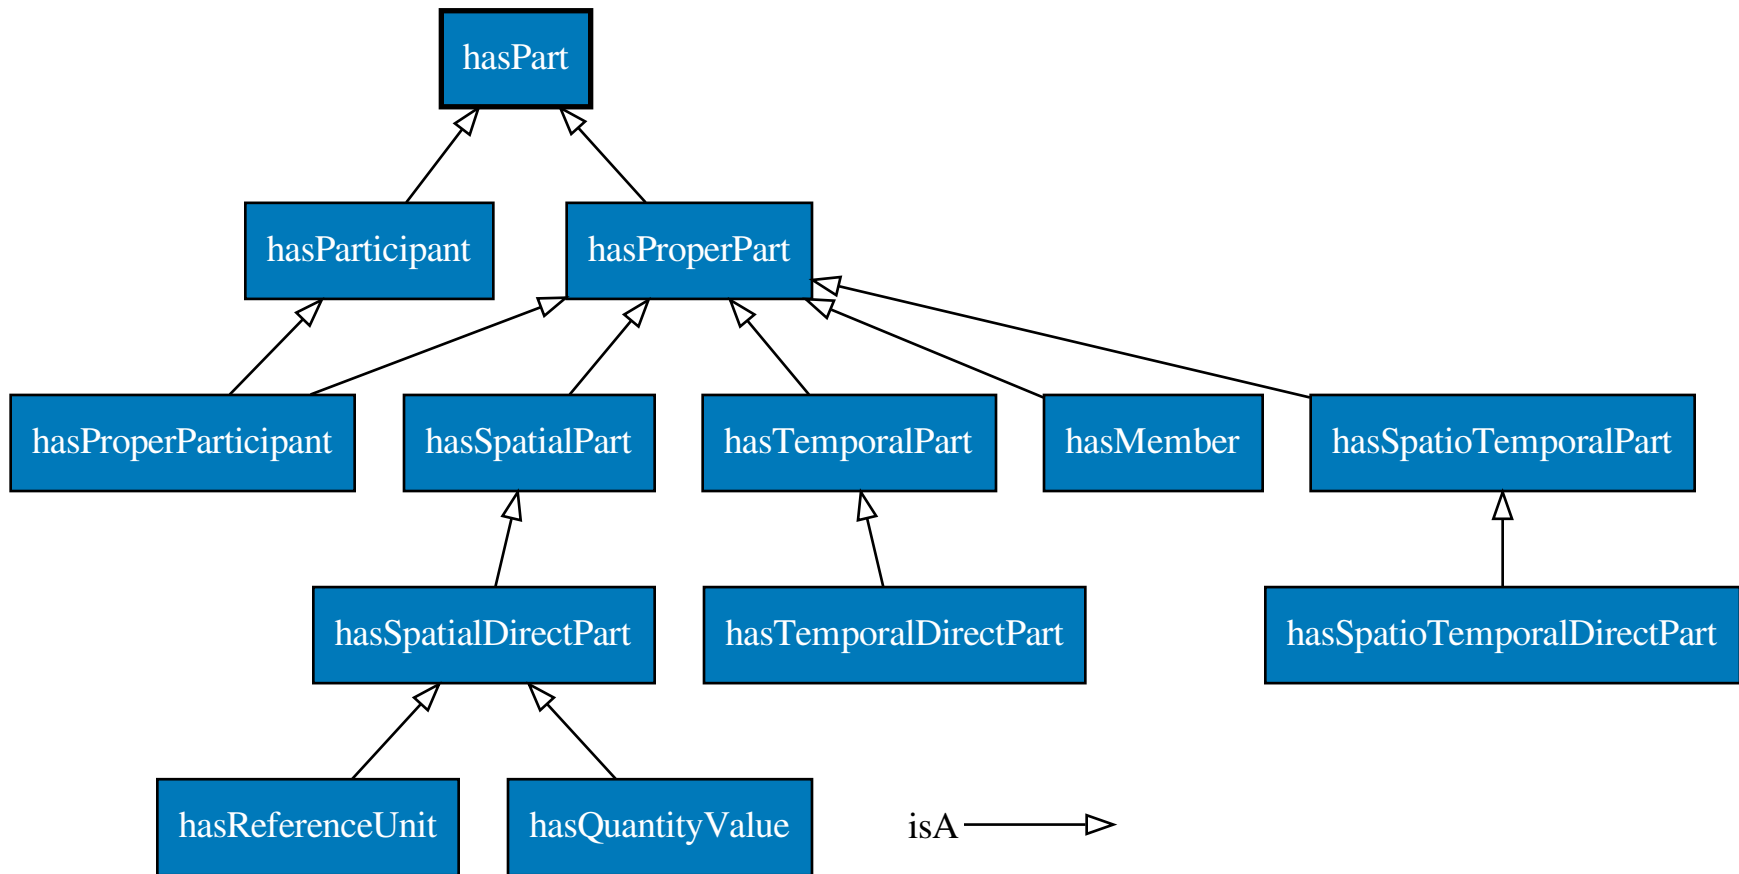 hasPart
hasParticipant
hasProperPart
hasProperParticipant
hasSpatialPart
hasTemporalPart
hasMember
hasSpatioTemporalPart
hasSpatialDirectPart
hasTemporalDirectPart
hasSpatioTemporalDirectPart
hasReferenceUnit
hasQuantityValue
isA